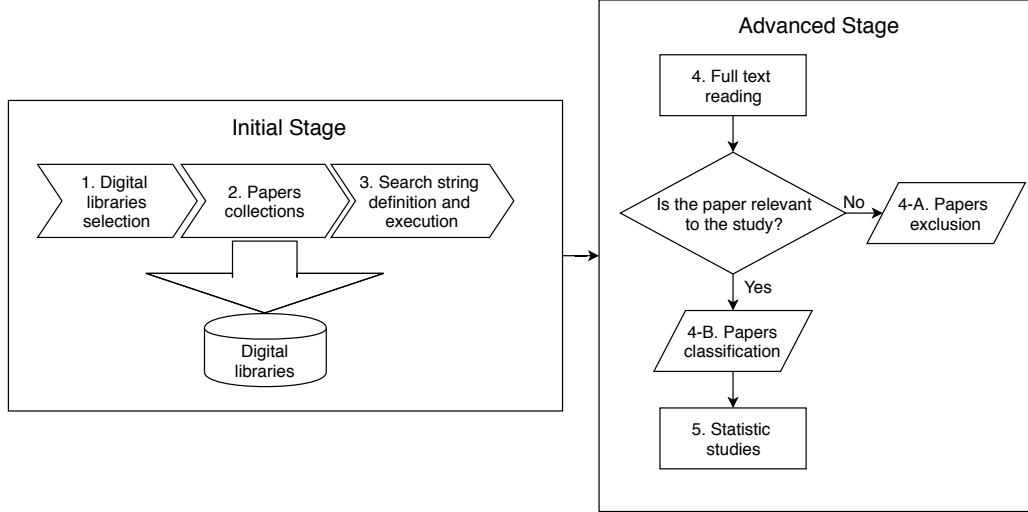 Initial Stage
1. Digital
libraries
selection
2. Papers
collections
3. Search string
definition and
execution
Digital
libraries
Advanced Stage
4. Full text
reading
Is the paper relevant
to the study?
No
4-A. Papers
exclusion
Yes
4-B. Papers
classification
5. Statistic
studies